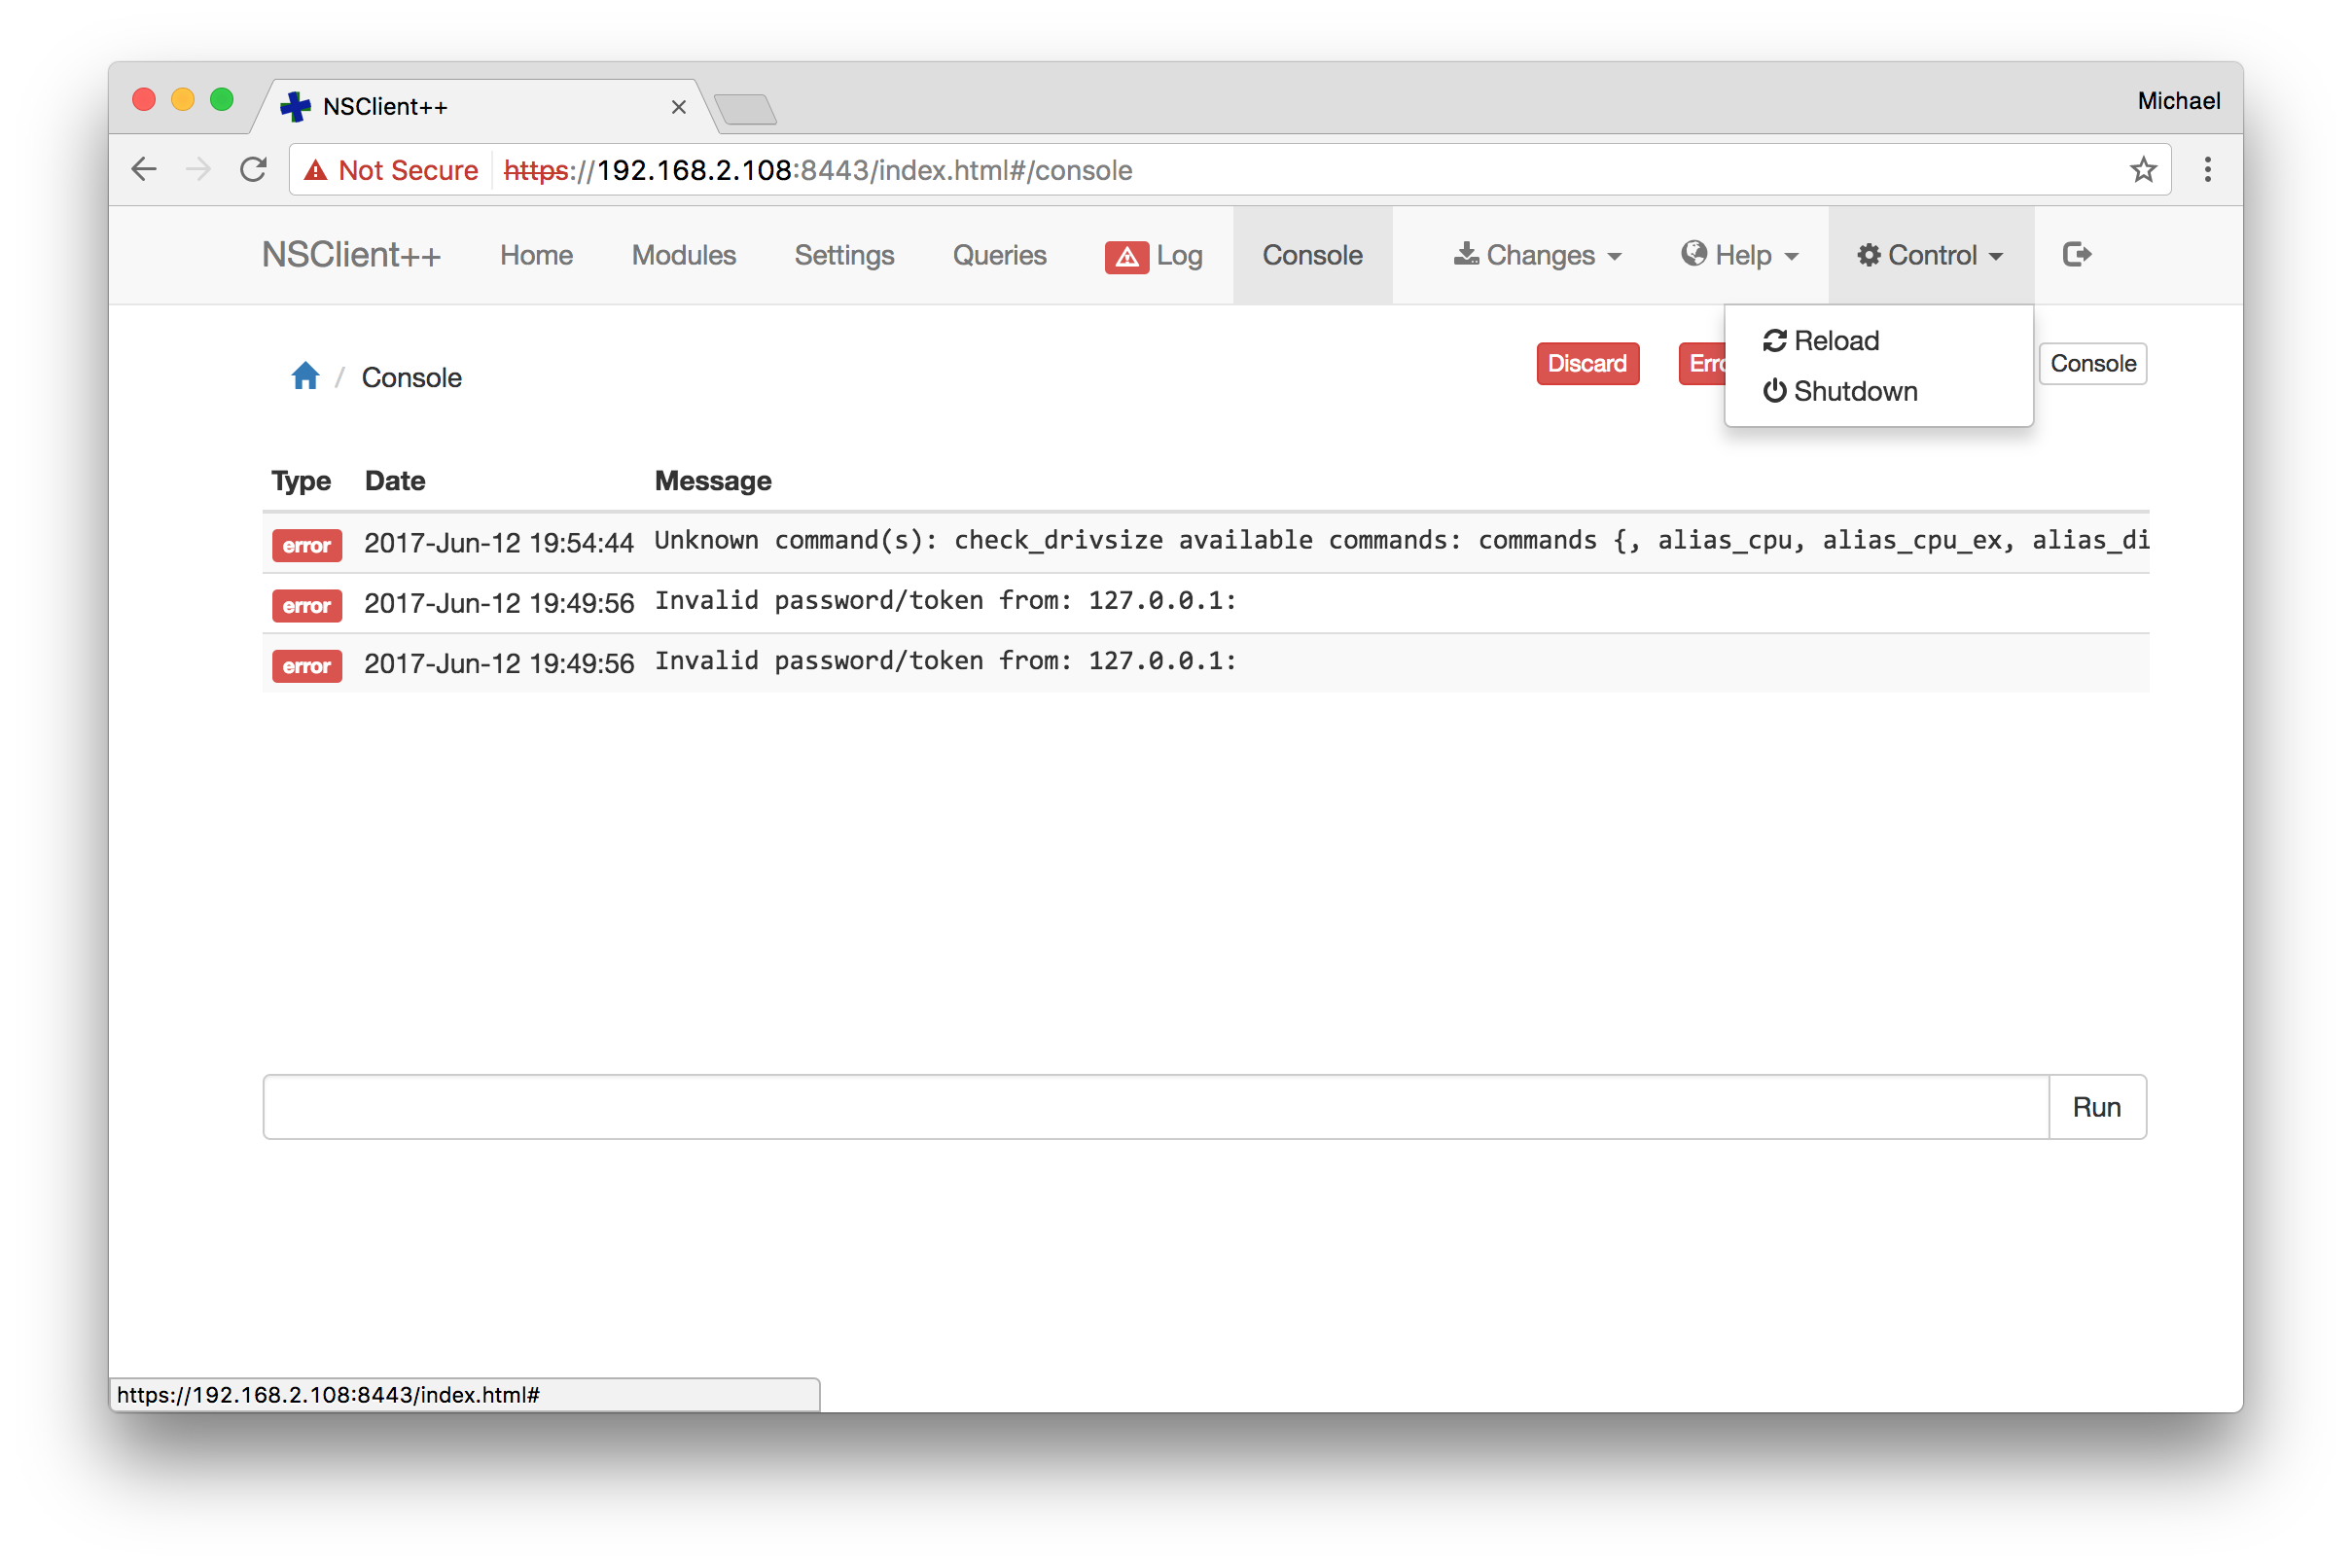 NSClient++
Michael
Not Secure https://192.168.2.108:8443/index.html#/console
NSClient++ Home Modules Settings Queries Log Console Changes Help Control
Reload
Shutdown
/ Console
Discard Erro Console
Type Date Message
error 2017-Jun-12 19:54:44 Unknown command(s): check_drivsize available commands: commands {, alias_cpu, alias_cpu_ex, alias_di
error 2017-Jun-12 19:49:56 Invalid password/token from: 127.0.0.1:
error 2017-Jun-12 19:49:56 Invalid password/token from: 127.0.0.1:
Run
https://192.168.2.108:8443/index.html#